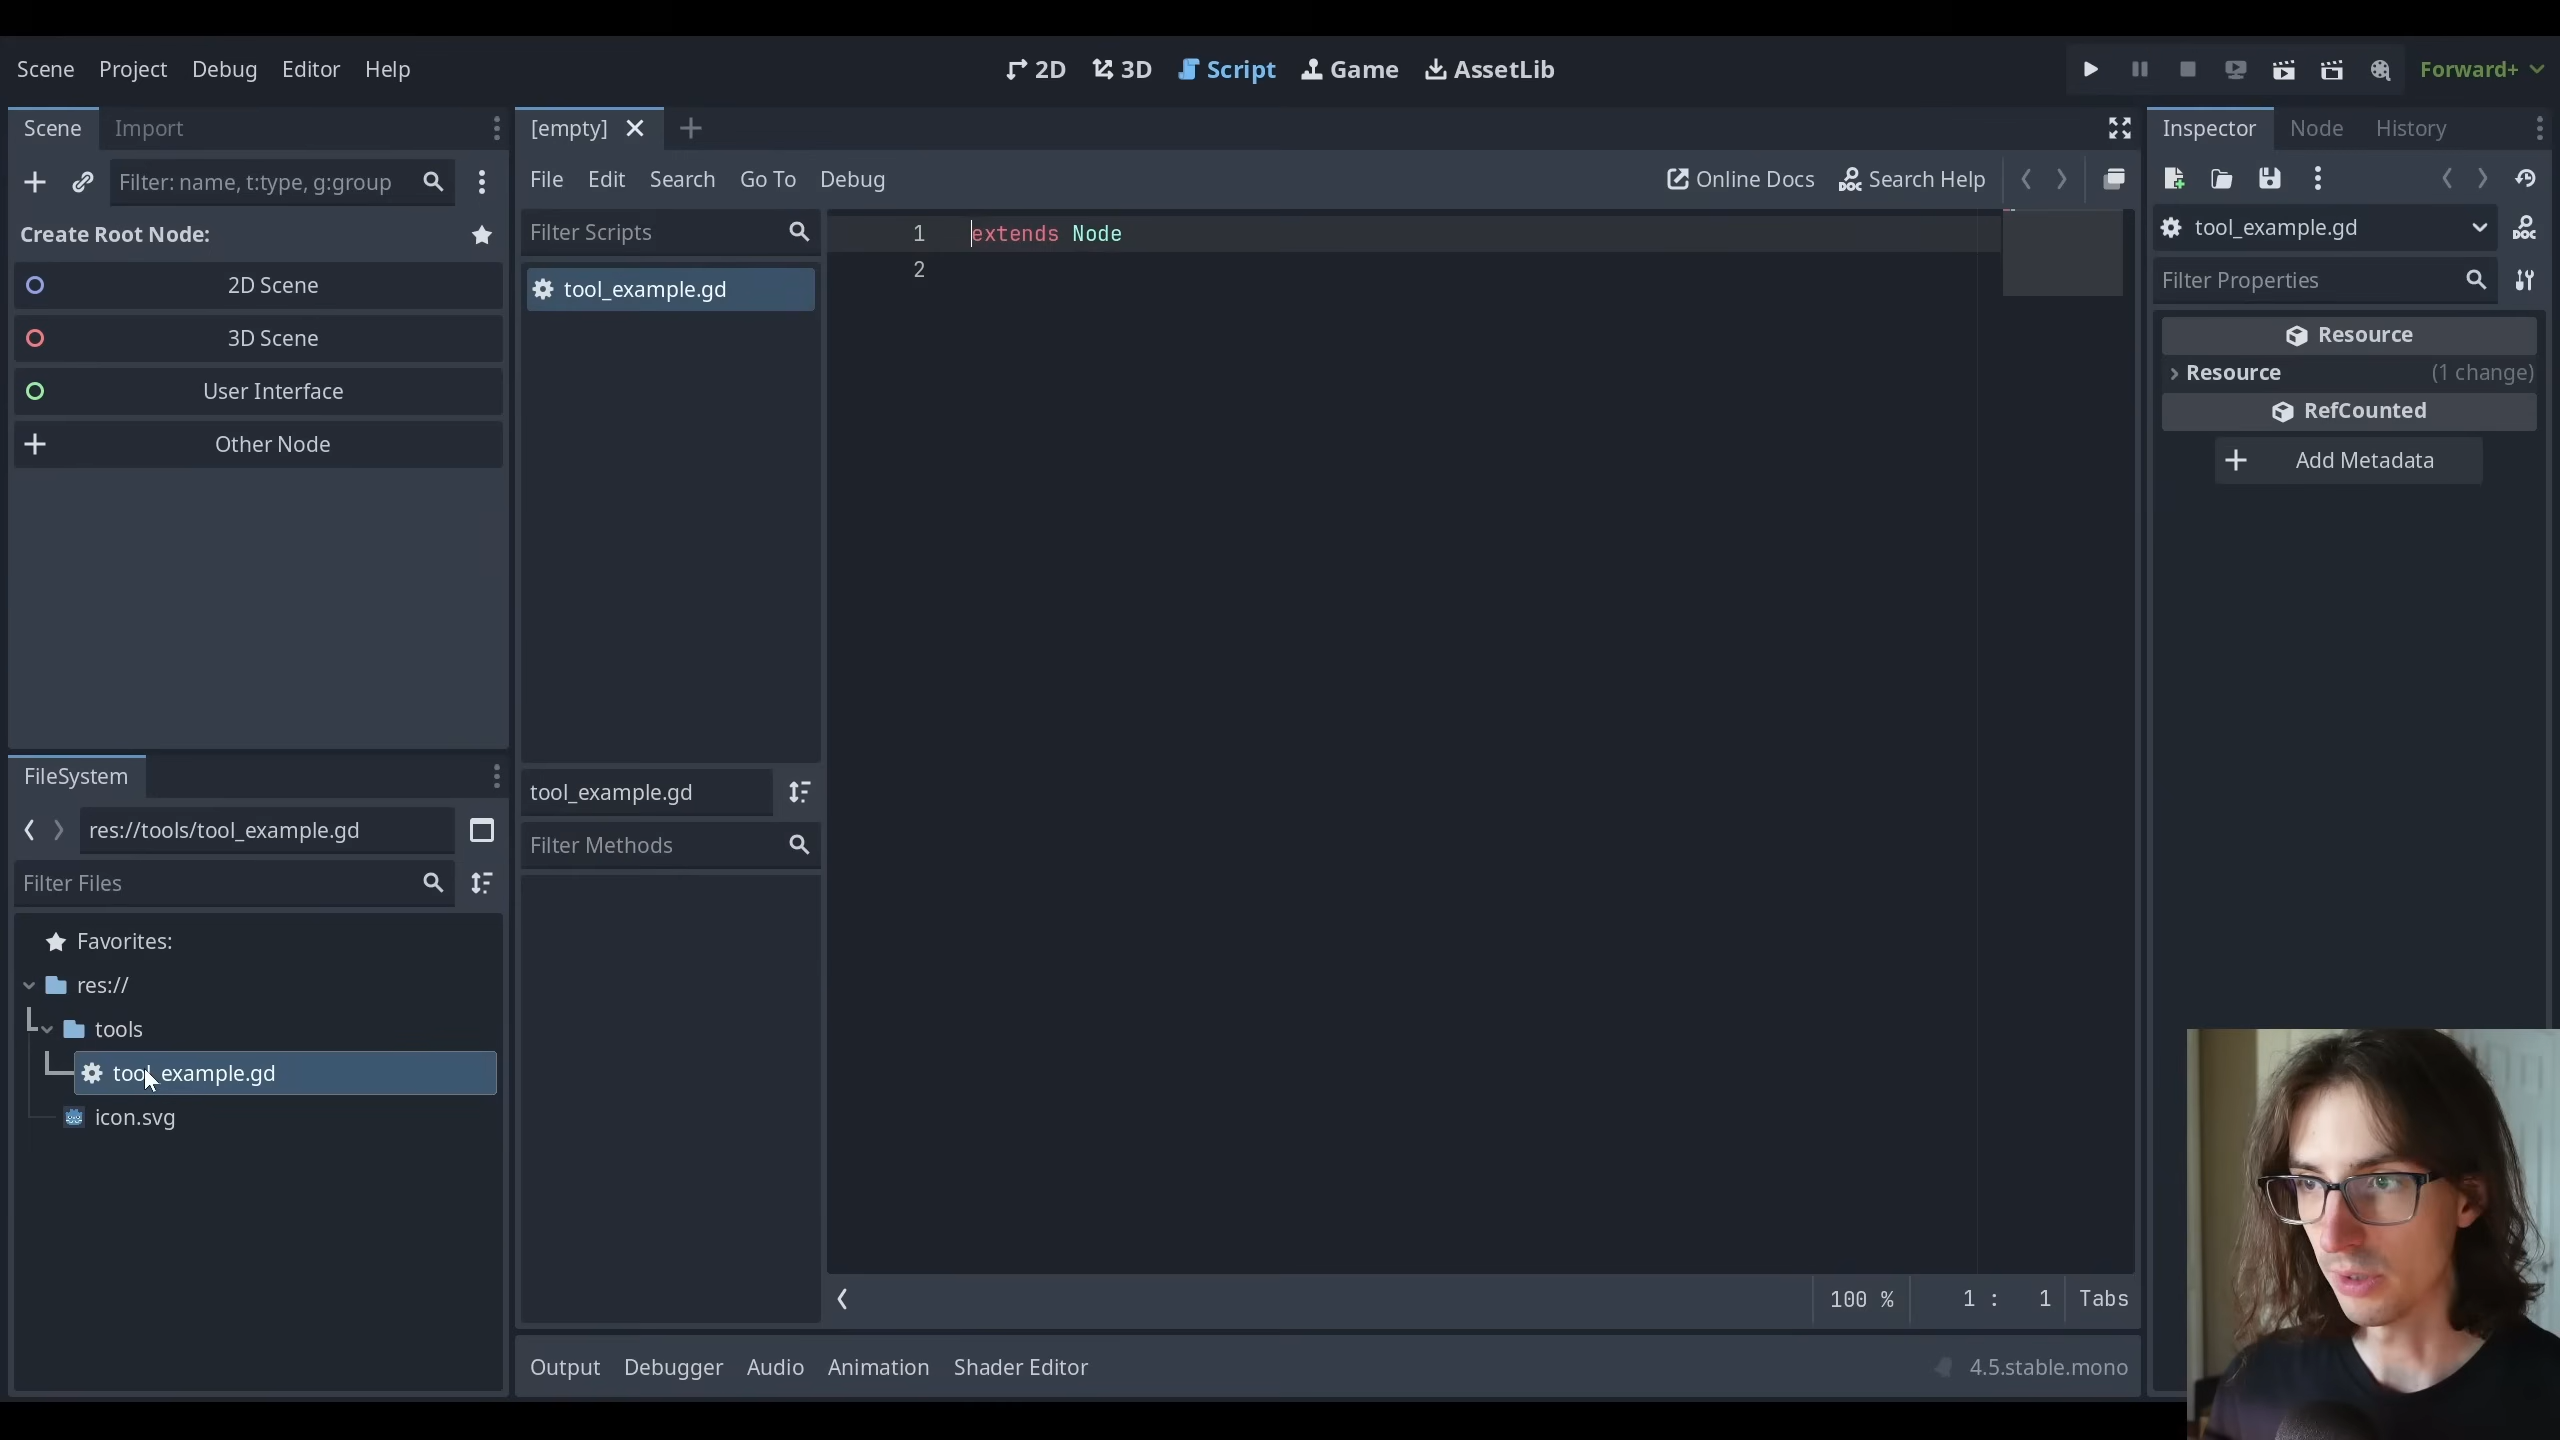 Scene Project Debug Editor Help
2D 3D Script Game AssetLib
Forward+
Scene Import
Filter: name, t:type, g:group
Create Root Node:
2D Scene
3D Scene
User Interface
Other Node
FileSystem
res://tools/tool_example.gd
Filter Files
Favorites:
res://
tools
tool_example.gd
icon.svg
[empty]
File Edit Search Go To Debug
Online Docs Search Help
Filter Scripts
tool_example.gd
tool_example.gd
Filter Methods
1 extends Node
2
100 % 1 : 1 Tabs
Output Debugger Audio Animation Shader Editor
4.5.stable.mono
Inspector Node History
tool_example.gd
DOC
Filter Properties
Resource
Resource (1 change)
RefCounted
Add Metadata